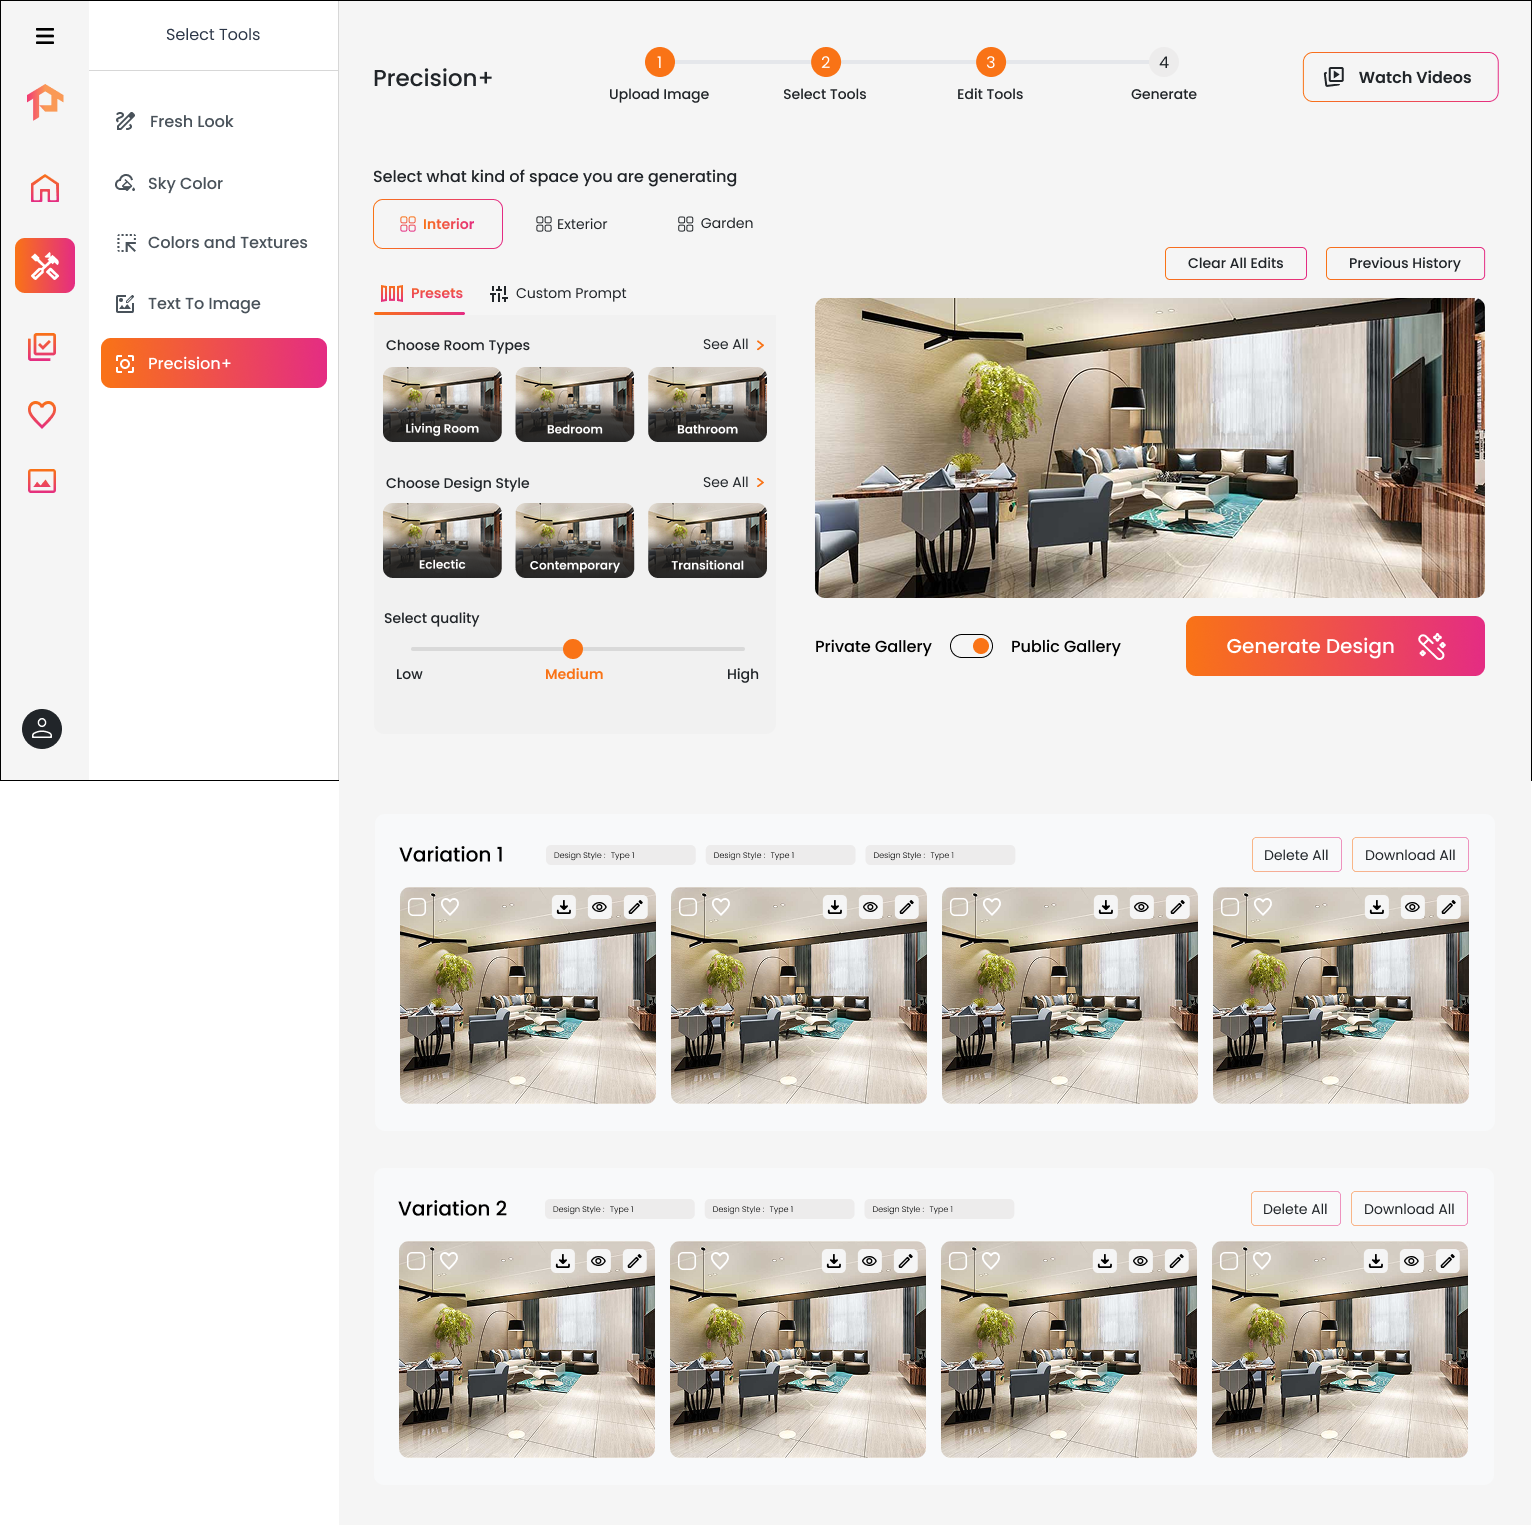 Select Tools
Fresh Look
Sky Color
Colors and Textures
Text To Image
Precision+
Precision+
1
2
3
4
Upload Image
Select Tools
Edit Tools
Generate
Watch Videos
Select what kind of space you are generating
Interior
Exterior
Garden
Presets
Custom Prompt
Choose Room Types
See All
Living Room
Bedroom
Bathroom
Choose Design Style
See All
Eclectic
Contemporary
Transitional
Select quality
Low
Medium
High
Clear All Edits
Previous History
Private Gallery
Public Gallery
Generate Design
Variation 1
Design Style : Type 1
Design Style : Type 1
Design Style : Type 1
Delete All
Download All
Variation 2
Design Style : Type 1
Design Style : Type 1
Design Style : Type 1
Delete All
Download All